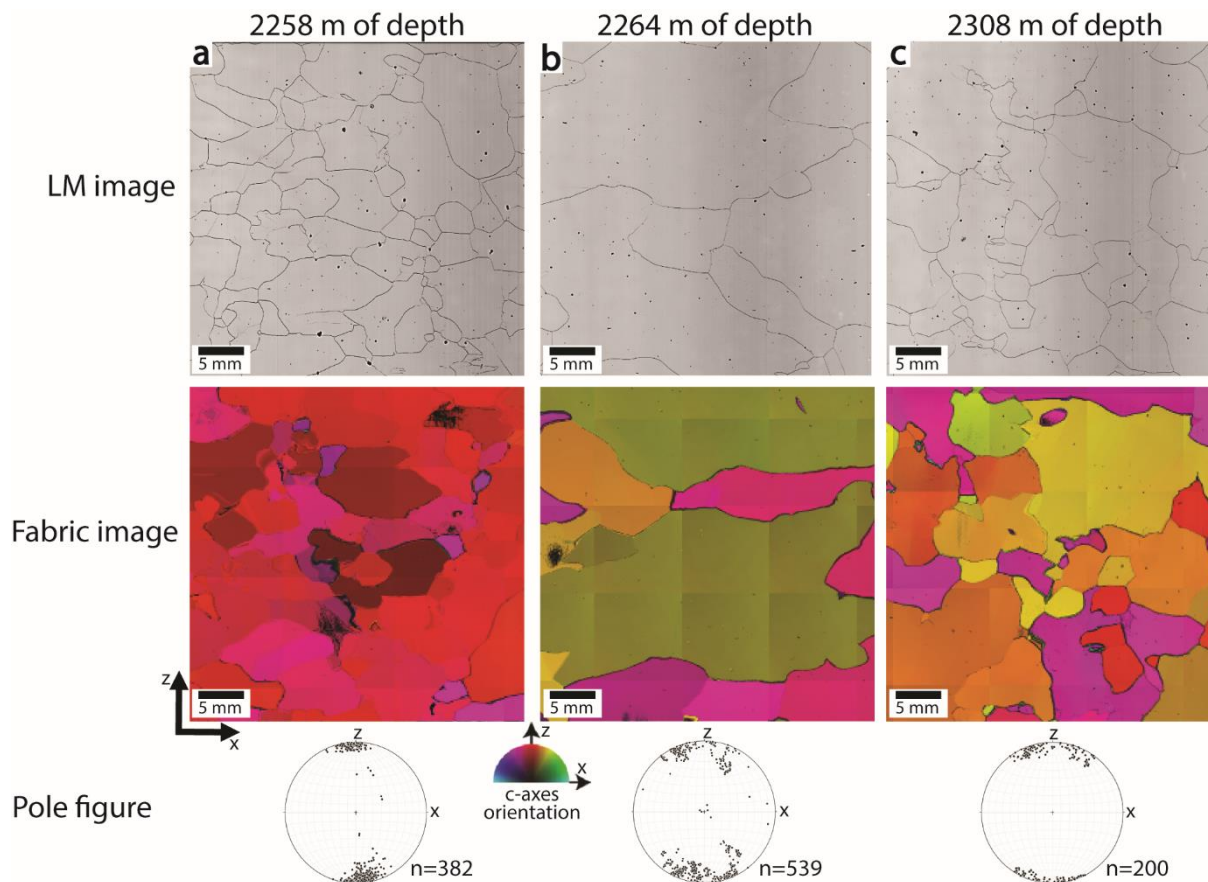 2258 m of depth
2264 m of depth
2308 m of depth
a
b
c
LM image
5 mm
5 mm
5 mm
Fabric image
z
x
5 mm
5 mm
5 mm
Pole figure
z
x
n=382
z
x
c-axes
orientation
z
x
n=539
z
x
n=200